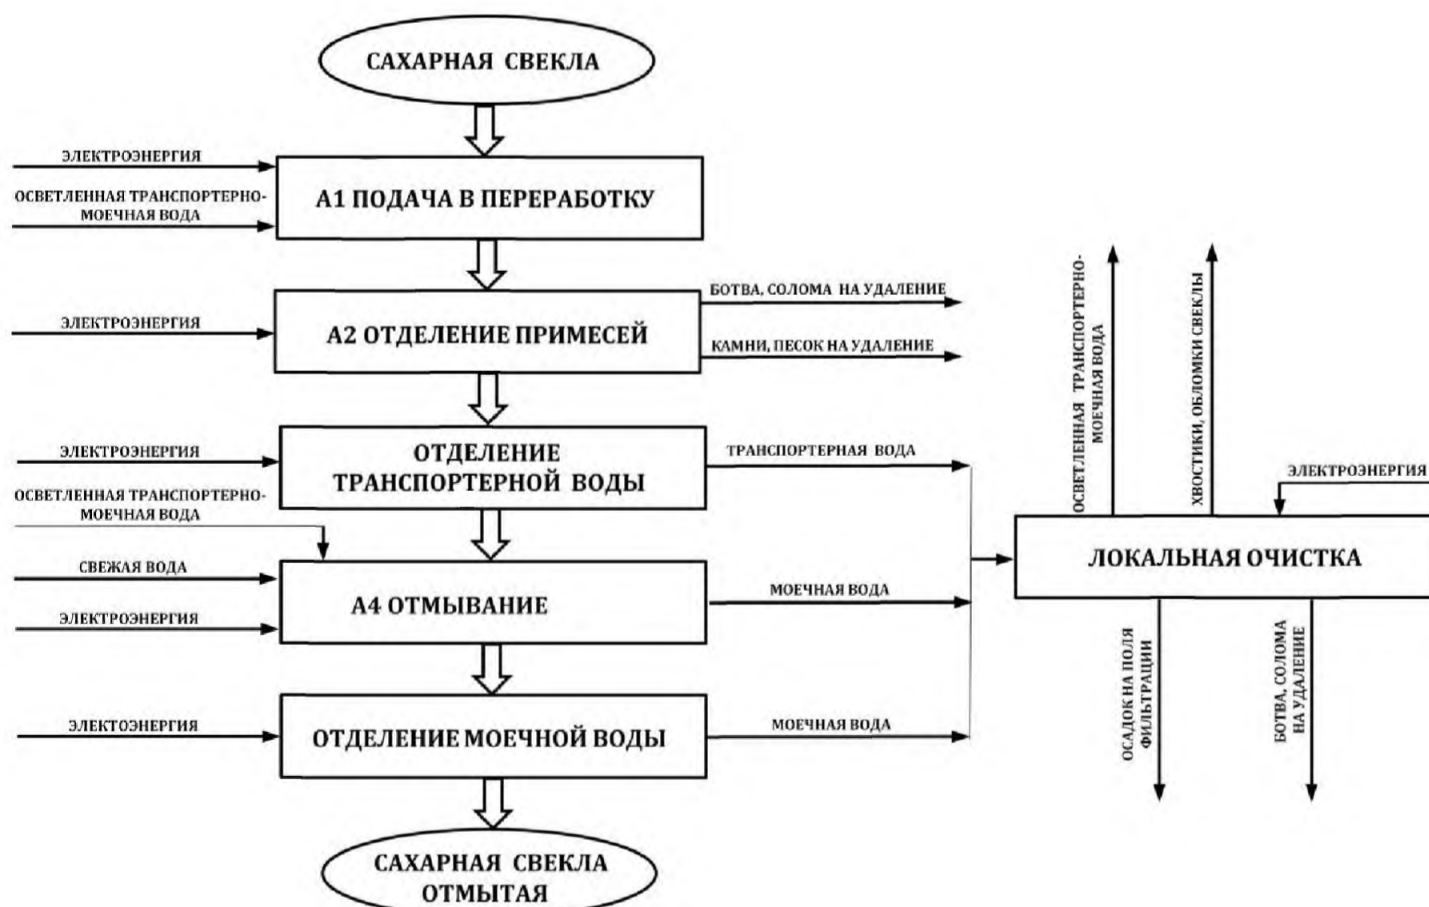 САХАРНАЯ СВЕКЛА
ЭЛЕКТРОЭНЕРГИЯ
ОСВЕТЛЕННАЯ ТРАНСПОРТЕРНО-
МОЕЧНАЯ ВОДА
А1 ПОДАЧА В ПЕРЕРАБОТКУ
ЭЛЕКТРОЭНЕРГИЯ
А2 ОТДЕЛЕНИЕ ПРИМЕСЕЙ
БОТВА, СОЛОМА НА УДАЛЕНИЕ
КАМНИ, ПЕСОК НА УДАЛЕНИЕ
ЭЛЕКТРОЭНЕРГИЯ
ОТДЕЛЕНИЕ
ТРАНСПОРТЕРНОЙ ВОДЫ
ТРАНСПОРТЕРНАЯ ВОДА
ОСВЕТЛЕННАЯ ТРАНСПОРТЕРНО-
МОЕЧНАЯ ВОДА
СВЕЖАЯ ВОДА
ЭЛЕКТРОЭНЕРГИЯ
А4 ОТМЫВАНИЕ
МОЕЧНАЯ ВОДА
ЭЛЕКТОЭНЕРГИЯ
ОТДЕЛЕНИЕ МОЕЧНОЙ ВОДЫ
МОЕЧНАЯ ВОДА
САХАРНАЯ СВЕКЛА
ОТМЫТАЯ
ОСВЕТЛЕННАЯ ТРАНСПОРТЕРНО-
МОЕЧНАЯ ВОДА
ХВОСТИКИ, ОБЛОМКИ СВЕКЛЫ
ЭЛЕКТРОЭНЕРГИЯ
ЛОКАЛЬНАЯ ОЧИСТКА
ОСАДОК НА ПОЛЯ
ФИЛЬТРАЦИИ
БОТВА, СОЛОМА
НА УДАЛЕНИЕ